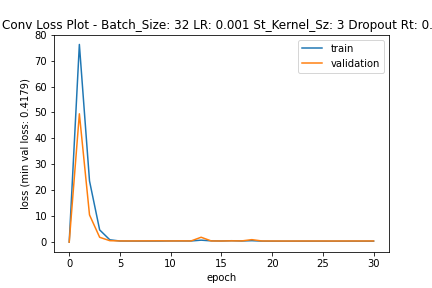 Conv Loss Plot - Batch_Size: 32 LR: 0.001 St_Kernel_Sz: 3 Dropout Rt: 0.
train
validation
80
70
60
50
40
30
20
10
0
loss (min val loss: 0.4179)
0 5 10 15 20 25 30
epoch